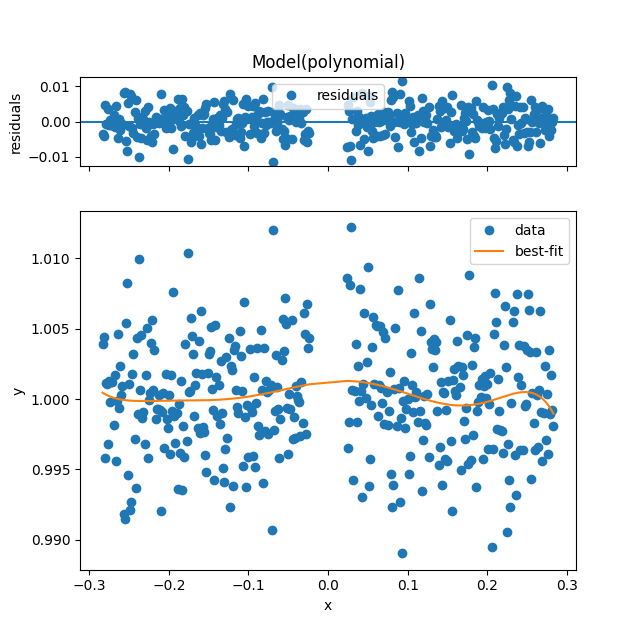 Model(polynomial)
0.01
0.00
−0.01
residuals
residuals
1.010
1.005
1.000
0.995
0.990
y
data
best-fit
−0.3 −0.2 −0.1 0.0 0.1 0.2 0.3
x